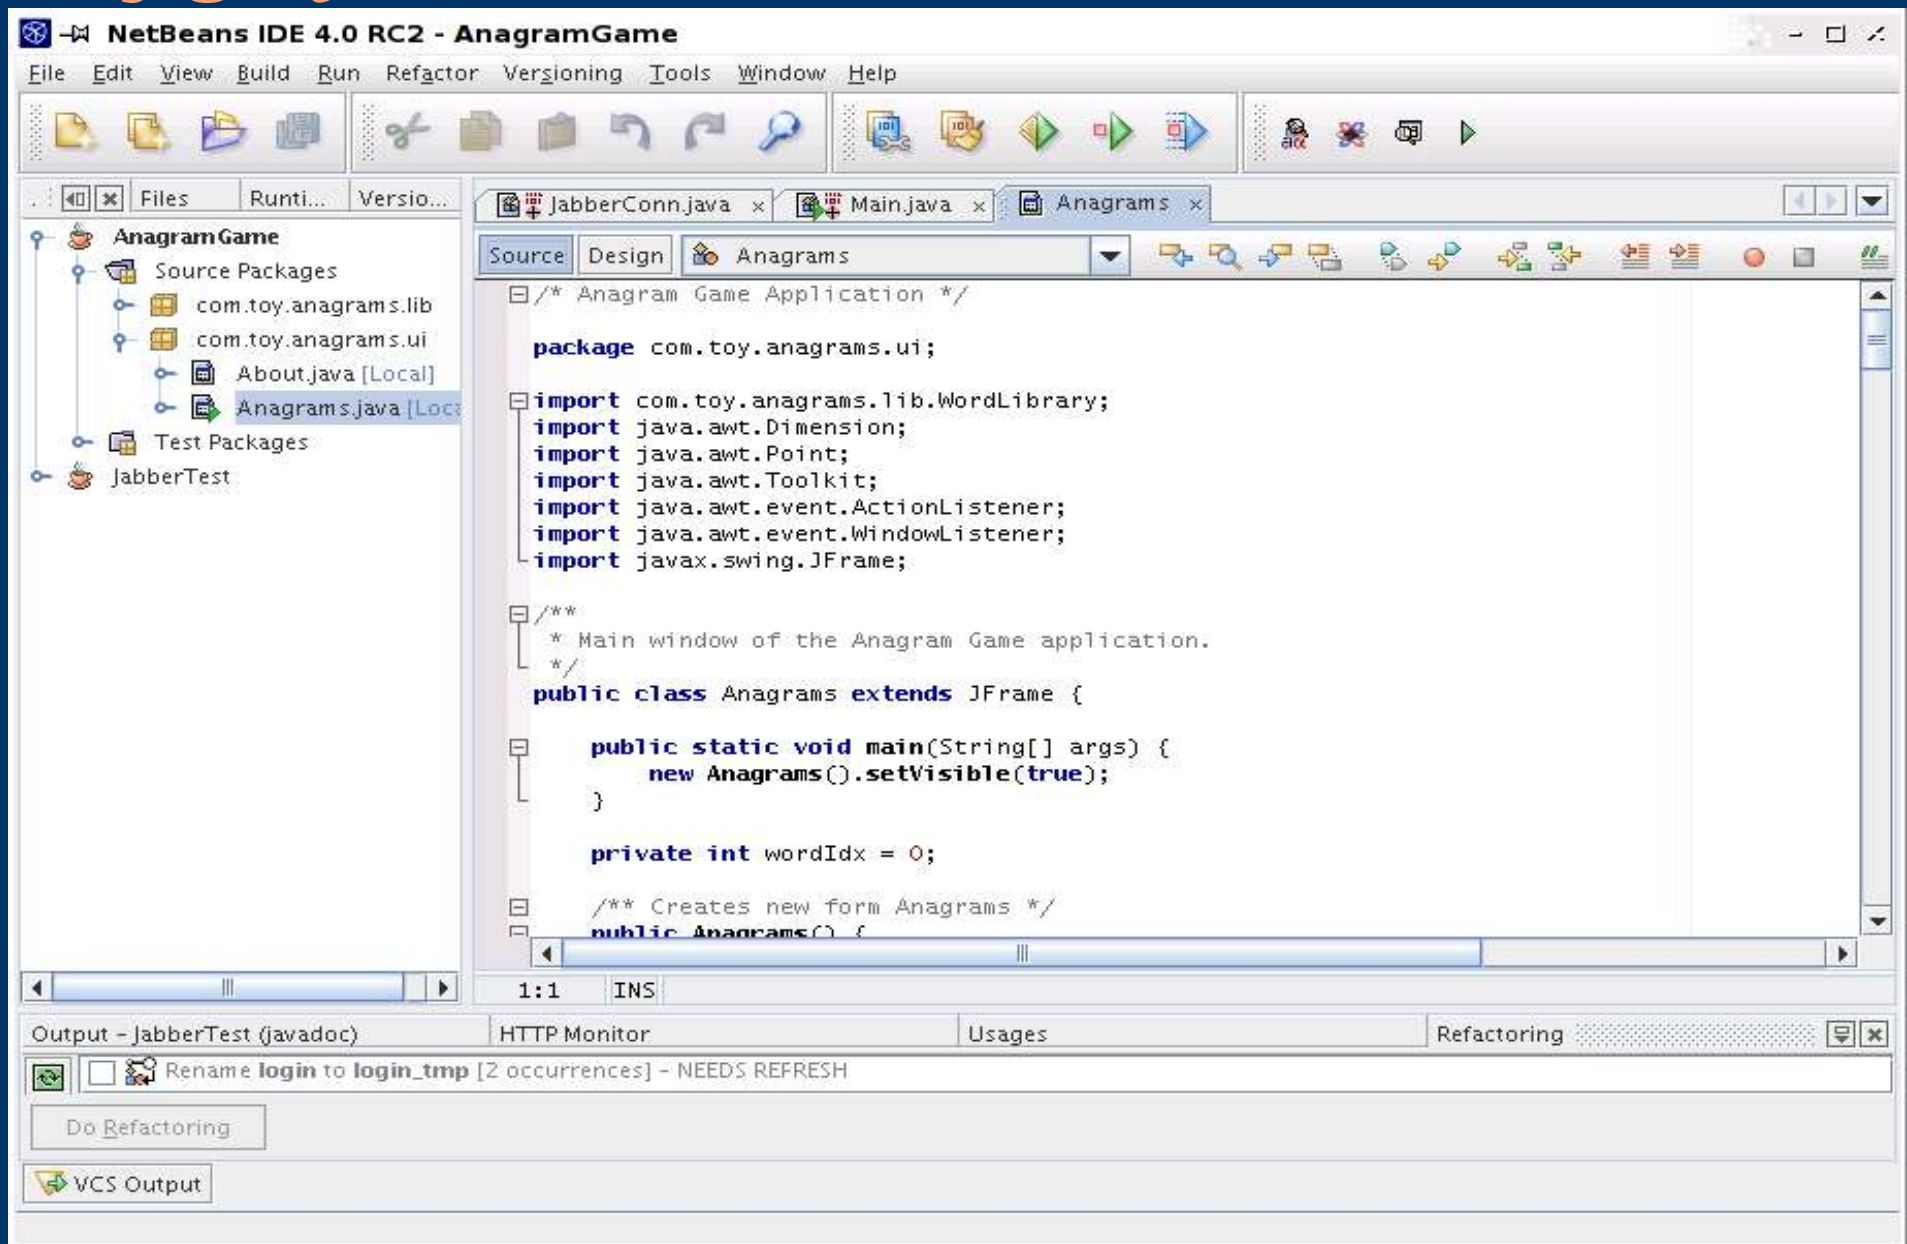 NetBeans IDE 4.0 RC2 - AnagramGame
File Edit View Build Run Refactor Versioning Tools Window Help
Files Runti... Versio...
AnagramGame
Source Packages
com.toy.anagrams.lib
com.toy.anagrams.ui
About.java [Local]
Anagrams.java [Loca
Test Packages
JabberTest
JabberConn.java Main.java Anagrams
Source Design Anagrams
/* Anagram Game Application */
package com.toy.anagrams.ui;
import com.toy.anagrams.lib.WordLibrary;
import java.awt.Dimension;
import java.awt.Point;
import java.awt.Toolkit;
import java.awt.event.ActionListener;
import java.awt.event.WindowListener;
import javax.swing.JFrame;
/**
* Main window of the Anagram Game application.
*/
public class Anagrams extends JFrame {
public static void main(String[] args) {
new Anagrams().setVisible(true);
}
private int wordIdx = 0;
/** Creates new form Anagrams */
public Anagrams() {
1:1 INS
Output - JabberTest (javadoc) HTTP Monitor Usages Refactoring
Rename login to login_tmp [2 occurrences] - NEEDS REFRESH
Do Refactoring
VCS Output